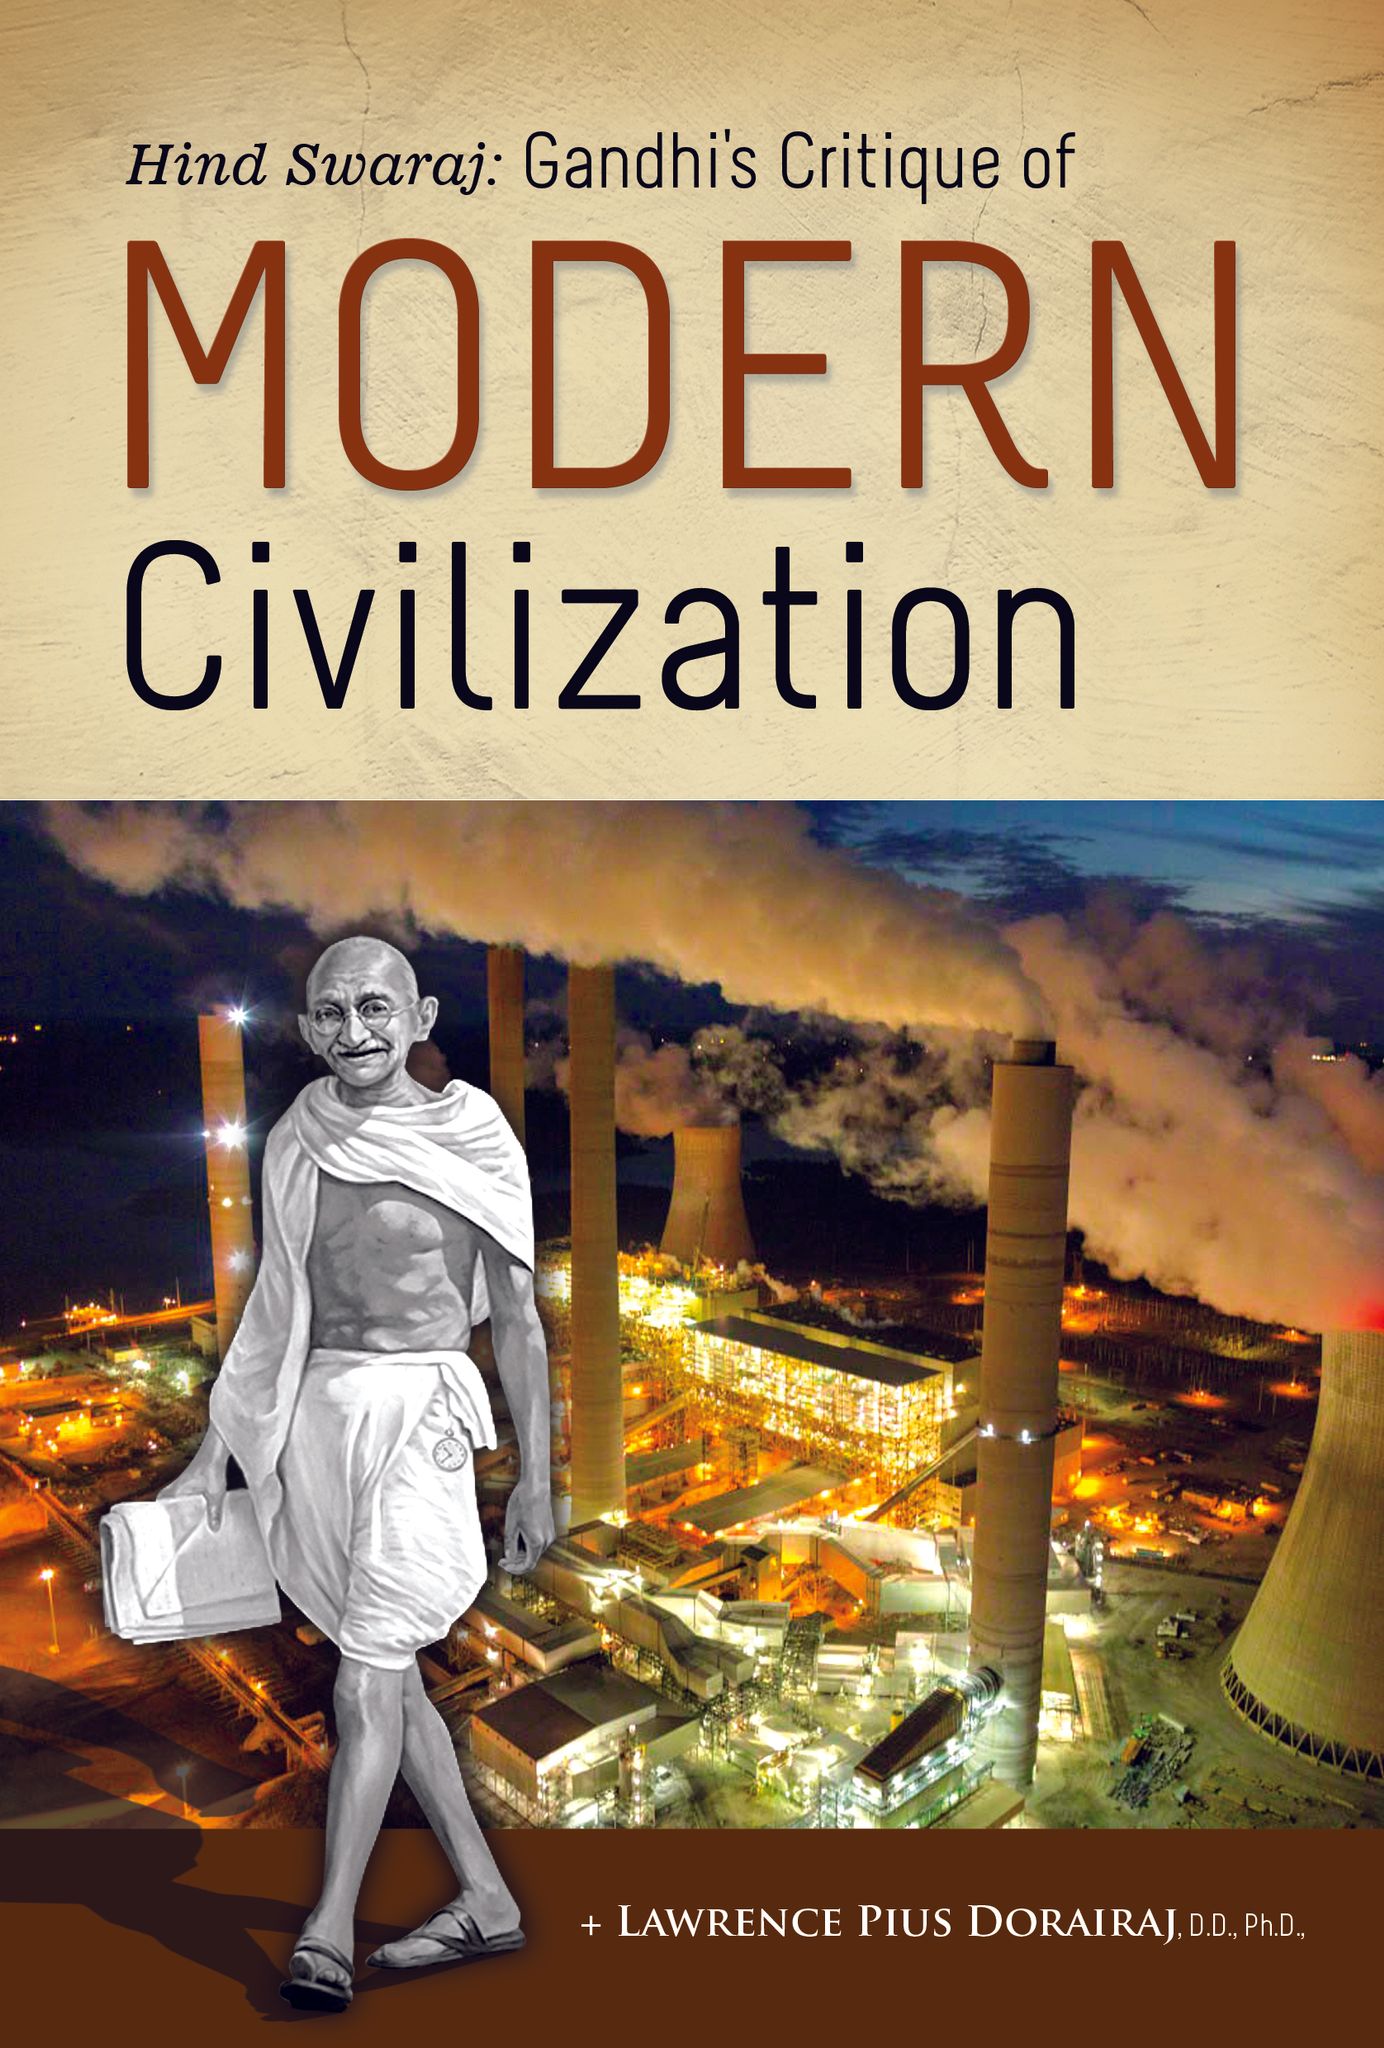 Hind Swaraj: Gandhi's Critique of
MODERN
Civilization
+ LAWRENCE PIUS DORAIRAJ, D.D., Ph.D.,